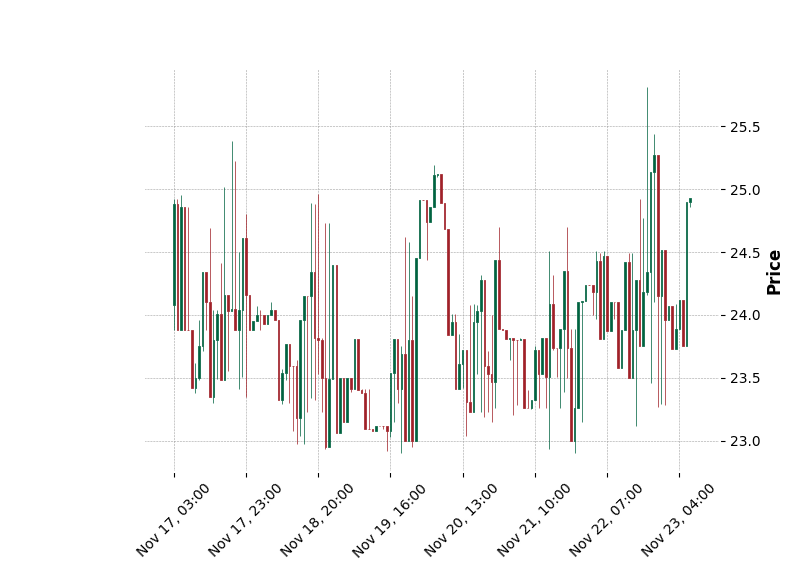 25.5
25.0
24.5
24.0
23.5
23.0
Price
Nov 17, 03:00
Nov 17, 23:00
Nov 18, 20:00
Nov 19, 16:00
Nov 20, 13:00
Nov 21, 10:00
Nov 22, 07:00
Nov 23, 04:00